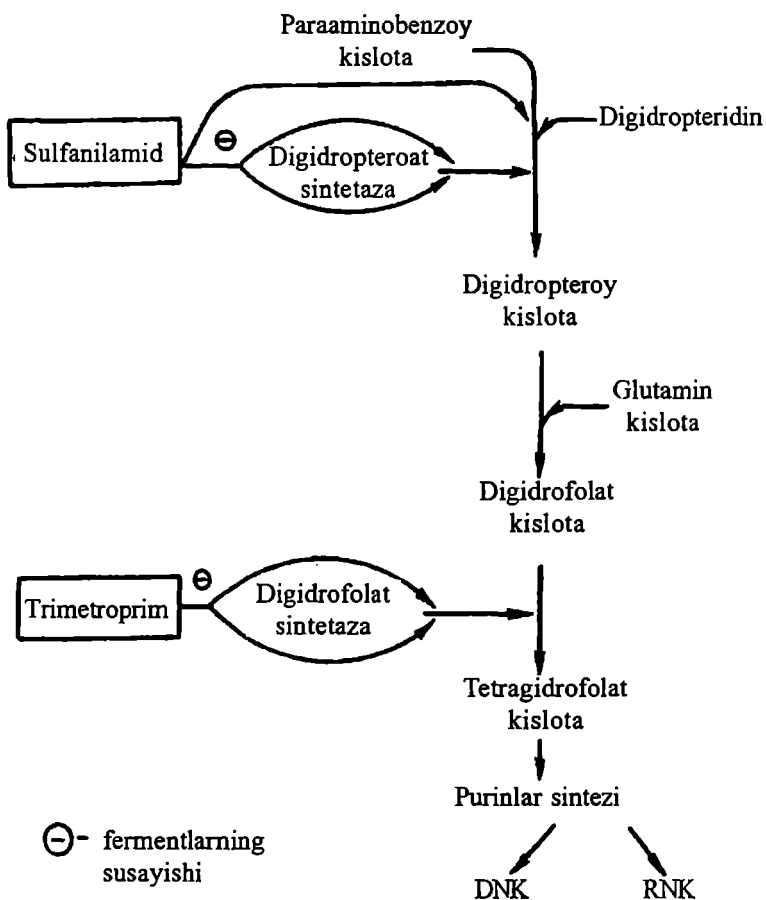 Paraaminobenzoy
kislota
Digidropteridin
Sulfanilamid
Digidropteroat
sintetaza
Digidropteroy
kislota
Glutamin
kislota
Digidrofolat
kislota
Trimetroprim
Digidrofolat
sintetaza
Tetragidrofolat
kislota
Purinlar sintezi
⊖- fermentlarning
susayishi
DNK
RNK